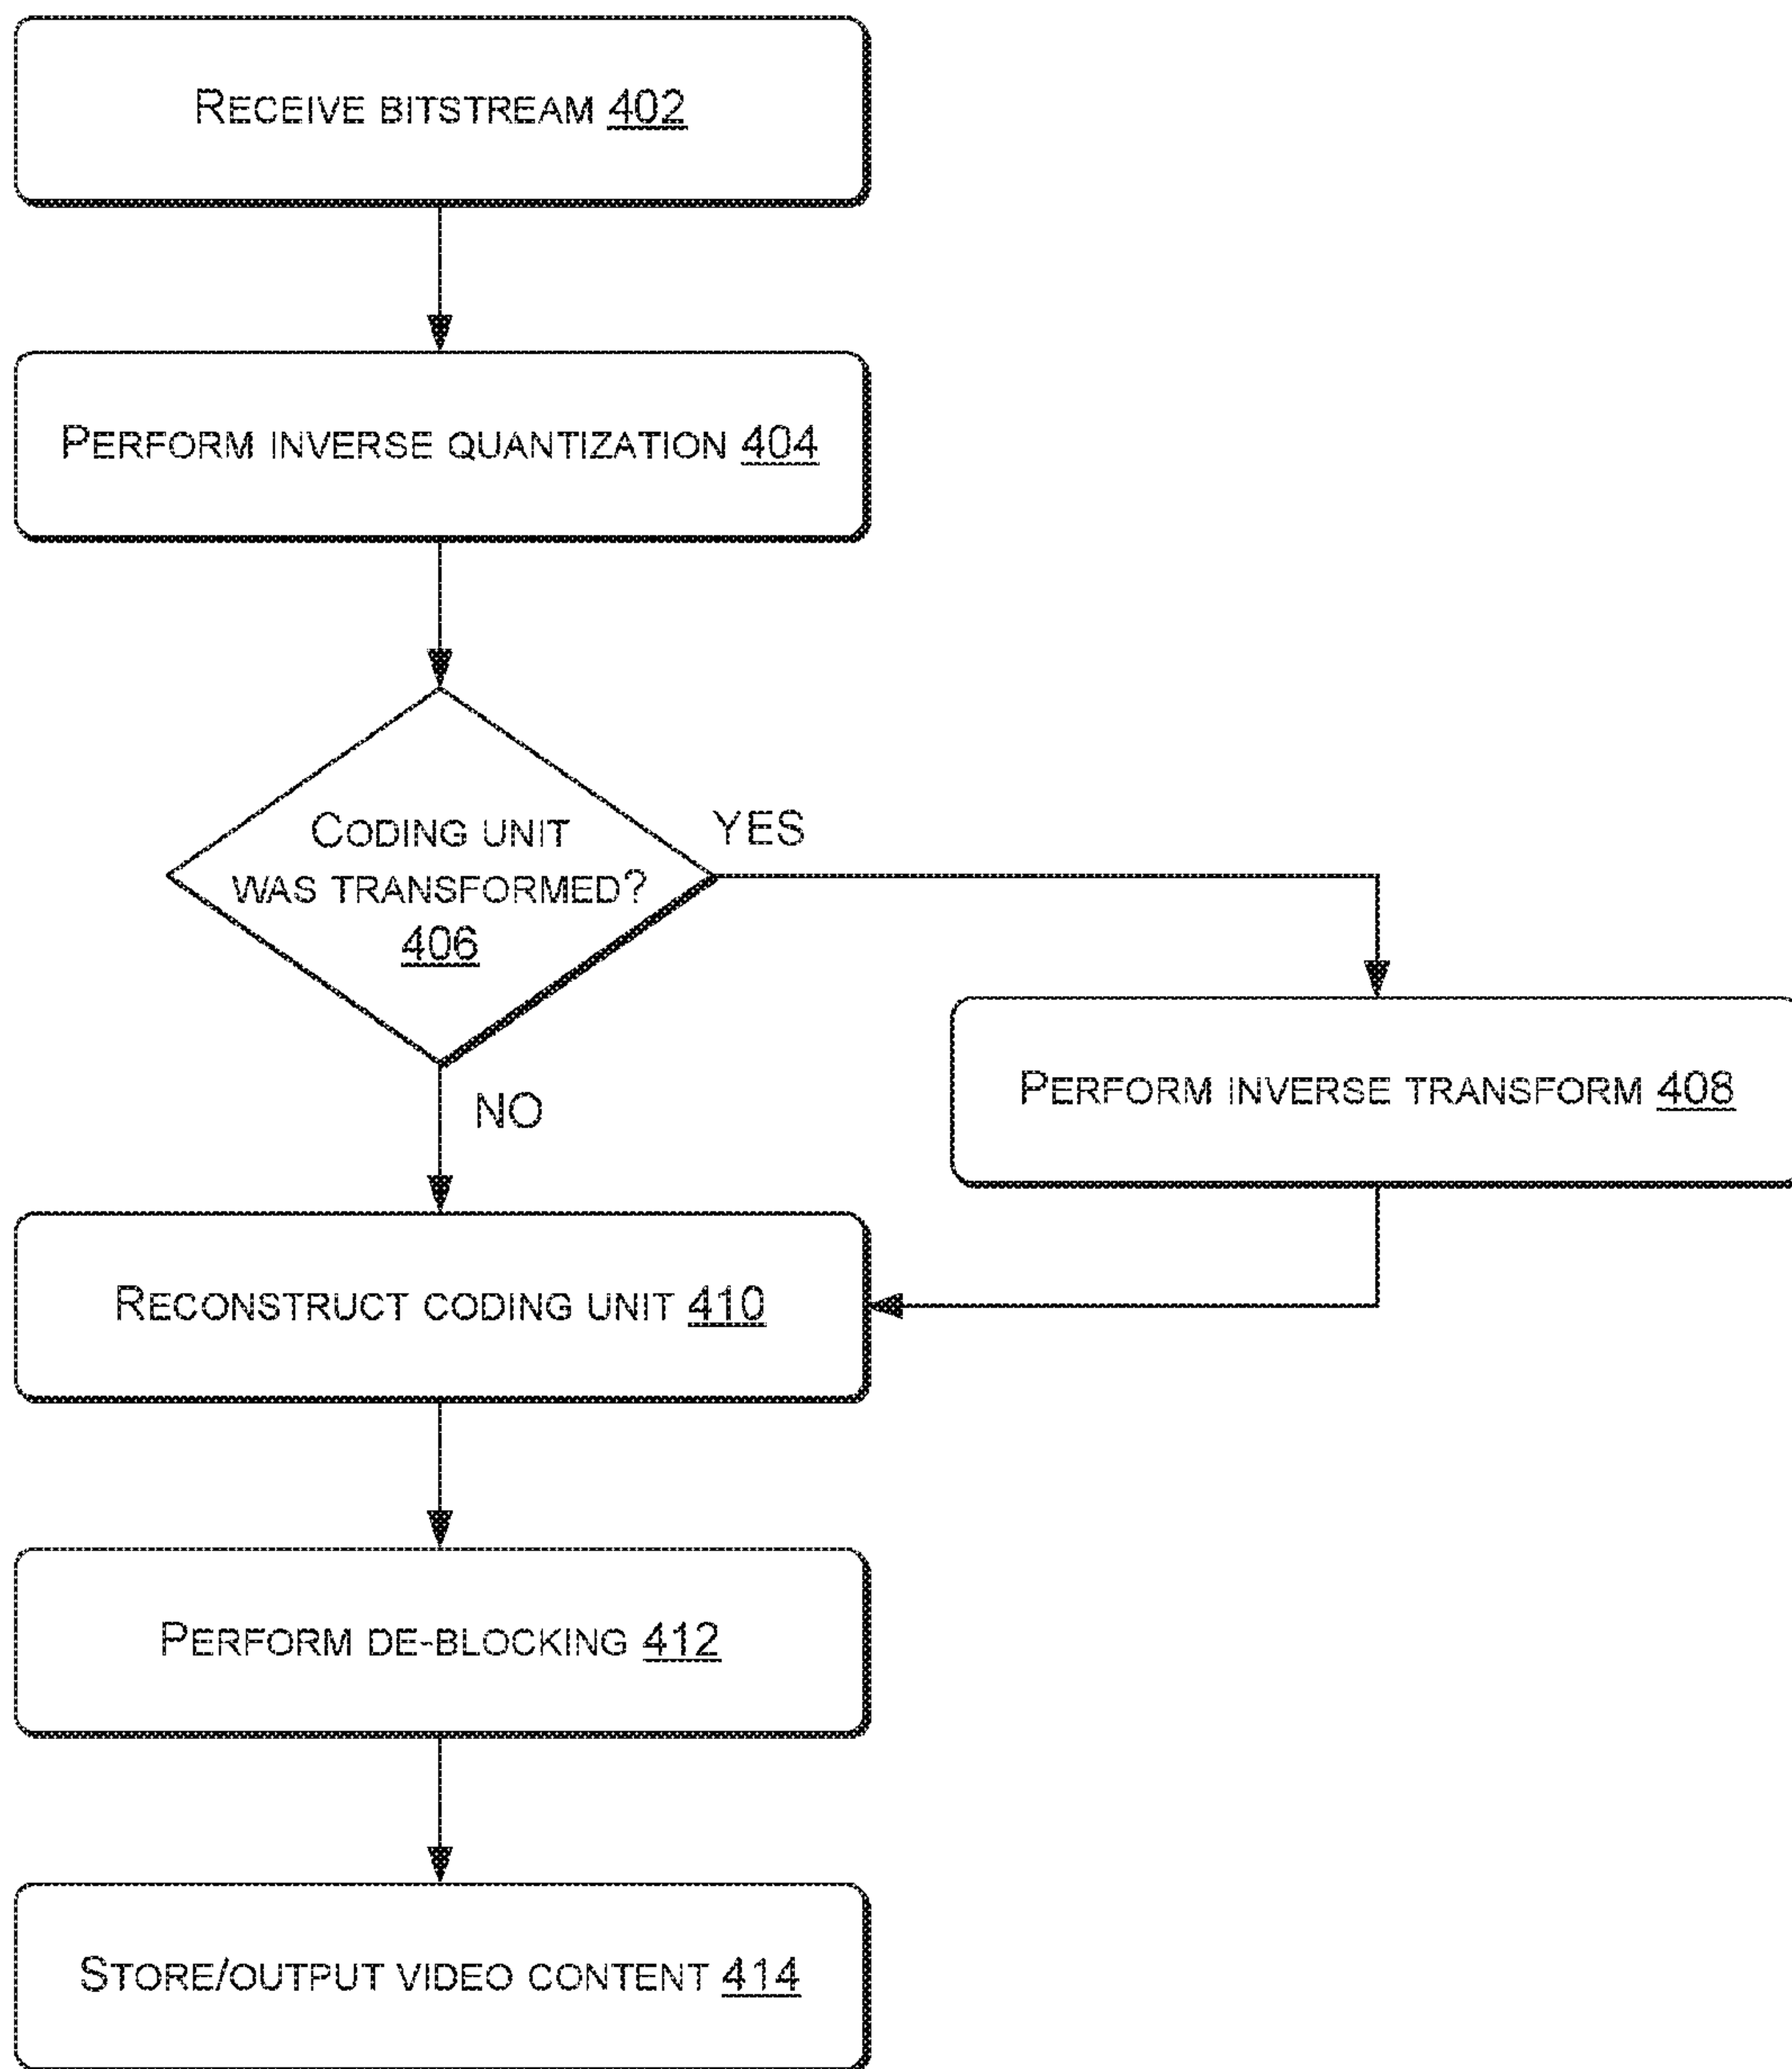 RECEIVE BITSTREAM 402
PERFORM INVERSE QUANTIZATION 404
CODING UNIT
WAS TRANSFORMED?
406
YES
NO
PERFORM INVERSE TRANSFORM 408
RECONSTRUCT CODING UNIT 410
PERFORM DE-BLOCKING 412
STORE/OUTPUT VIDEO CONTENT 414